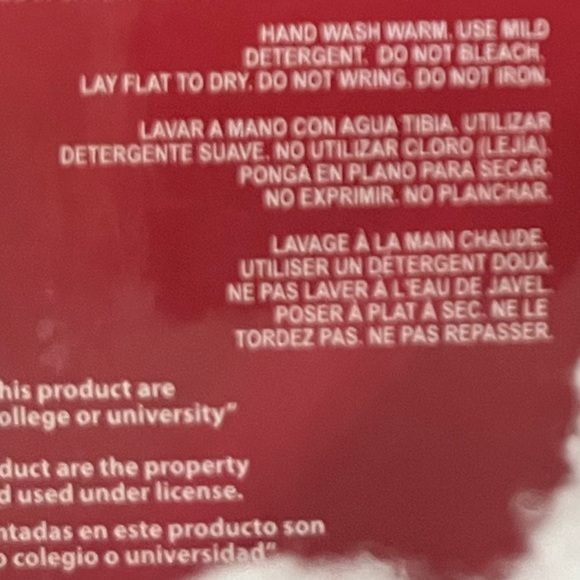 HAND WASH WARM. USE MILD
DETERGENT. DO NOT BLEACH.
LAY FLAT TO DRY. DO NOT WRING. DO NOT IRON.
LAVAR A MANO CON AGUA TIBIA. UTILIZAR
DETERGENTE SUAVE. NO UTILIZAR CLORO (LEJÍA).
PONGA EN PLANO PARA SECAR.
NO EXPRIMIR. NO PLANCHAR.
LAVAGE À LA MAIN CHAUDE.
UTILISER UN DÉTERGENT DOUX.
NE PAS LAVER À L'EAU DE JAVEL.
POSER À PLAT À SEC. NE LE
TORDEZ PAS. NE PAS REPASSER.
his product are
ollege or university"
duct are the property
d used under license.
ntadas en este producto son
o colegio o universidad"